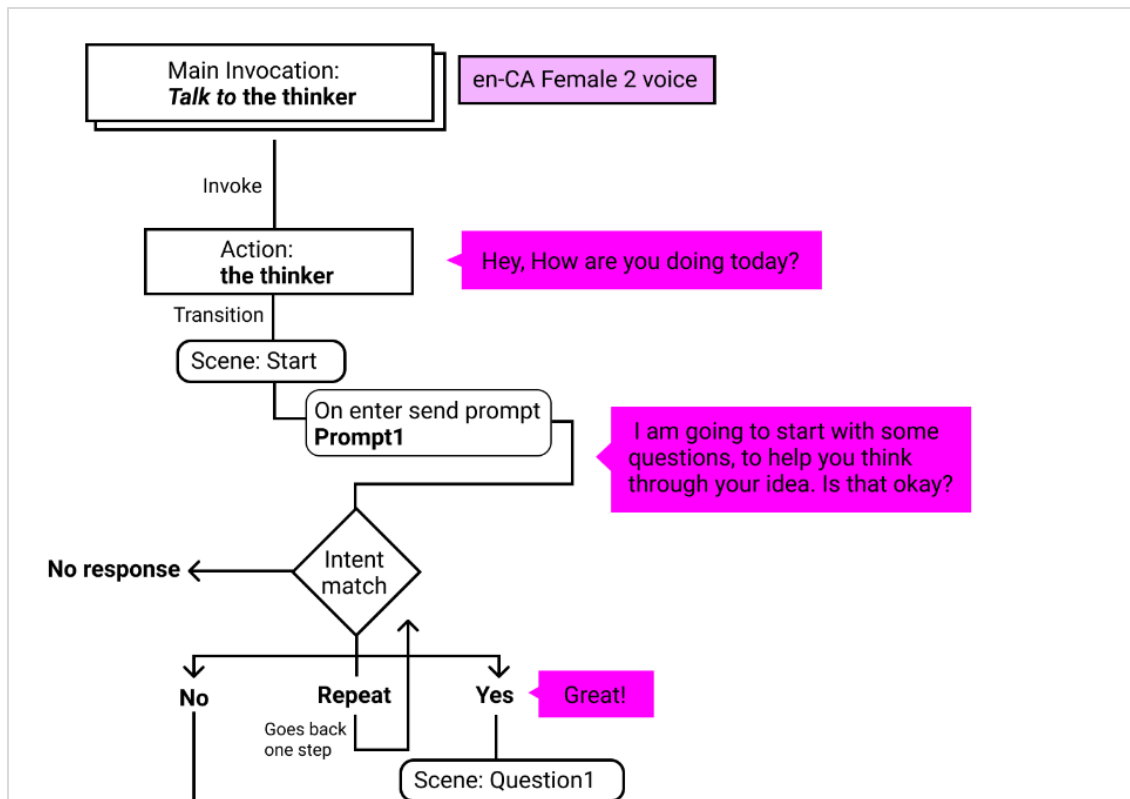 Main Invocation:
Talk to the thinker
en-CA Female 2 voice
Invoke
Action:
the thinker
Hey, How are you doing today?
Transition
Scene: Start
On enter send prompt
Prompt1
I am going to start with some
questions, to help you think
through your idea. Is that okay?
Intent
match
No response
No
Repeat
Yes
Great!
Goes back
one step
Scene: Question1